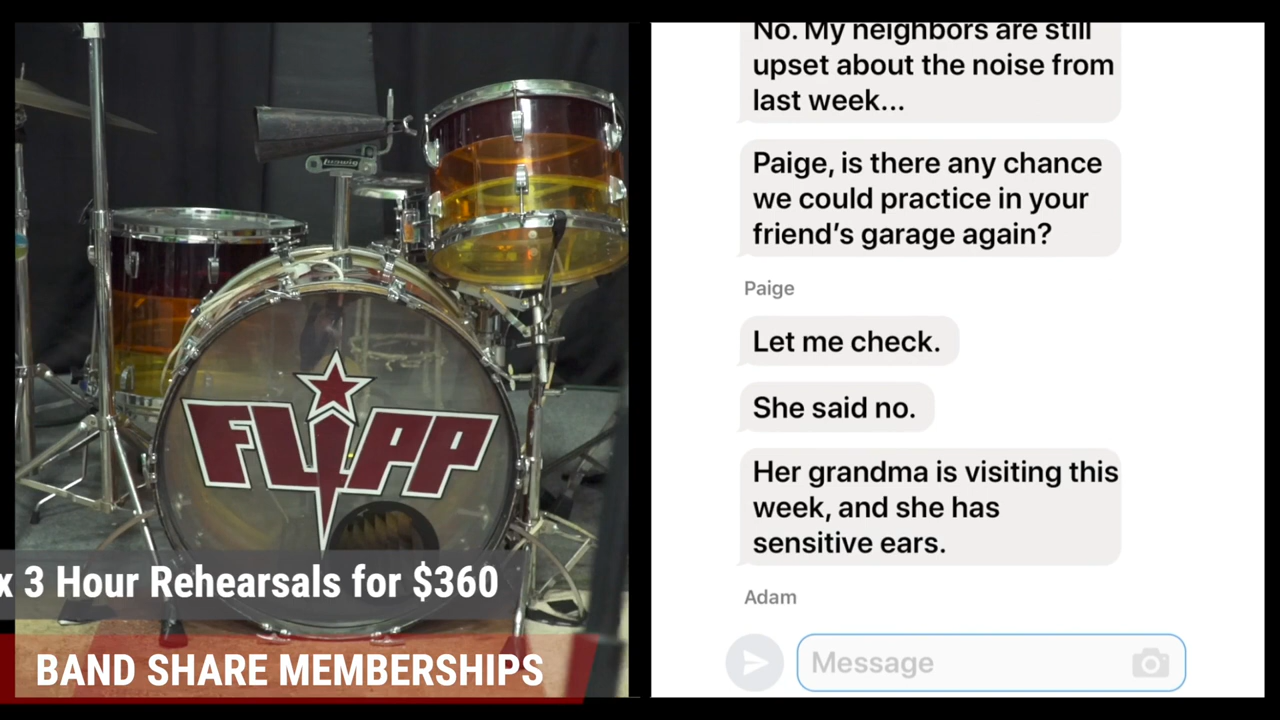 Ludwig
FLIPP
x 3 Hour Rehearsals for $360
BAND SHARE MEMBERSHIPS
No. My neighbors are still
upset about the noise from
last week...
Paige, is there any chance
we could practice in your
friend’s garage again?
Paige
Let me check.
She said no.
Her grandma is visiting this
week, and she has
sensitive ears.
Adam
Message